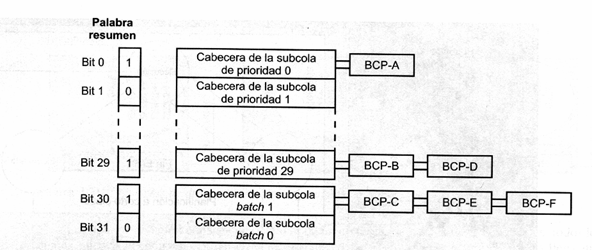 Palabra
resumen
Bit 0 1 Cabecera de la subcola
de prioridad 0 BCP-A
Bit 1 0 Cabecera de la subcola
de prioridad 1
Bit 29 1 Cabecera de la subcola
de prioridad 29 BCP-B BCP-D
Bit 30 1 Cabecera de la subcola
batch 1 BCP-C BCP-E BCP-F
Bit 31 0 Cabecera de la subcola
batch 0